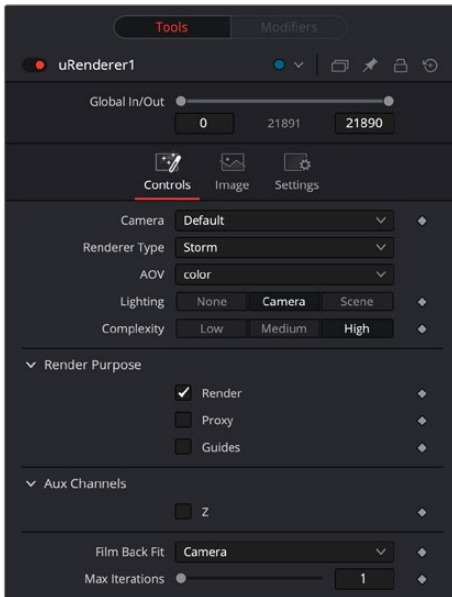 Tools Modifiers
uRenderer1
Global In/Out
0 21891 21890
Controls Image Settings
Camera Default
Renderer Type Storm
AOV color
Lighting None Camera Scene
Complexity Low Medium High
Render Purpose
Render
Proxy
Guides
Aux Channels
Z
Film Back Fit Camera
Max Iterations 1